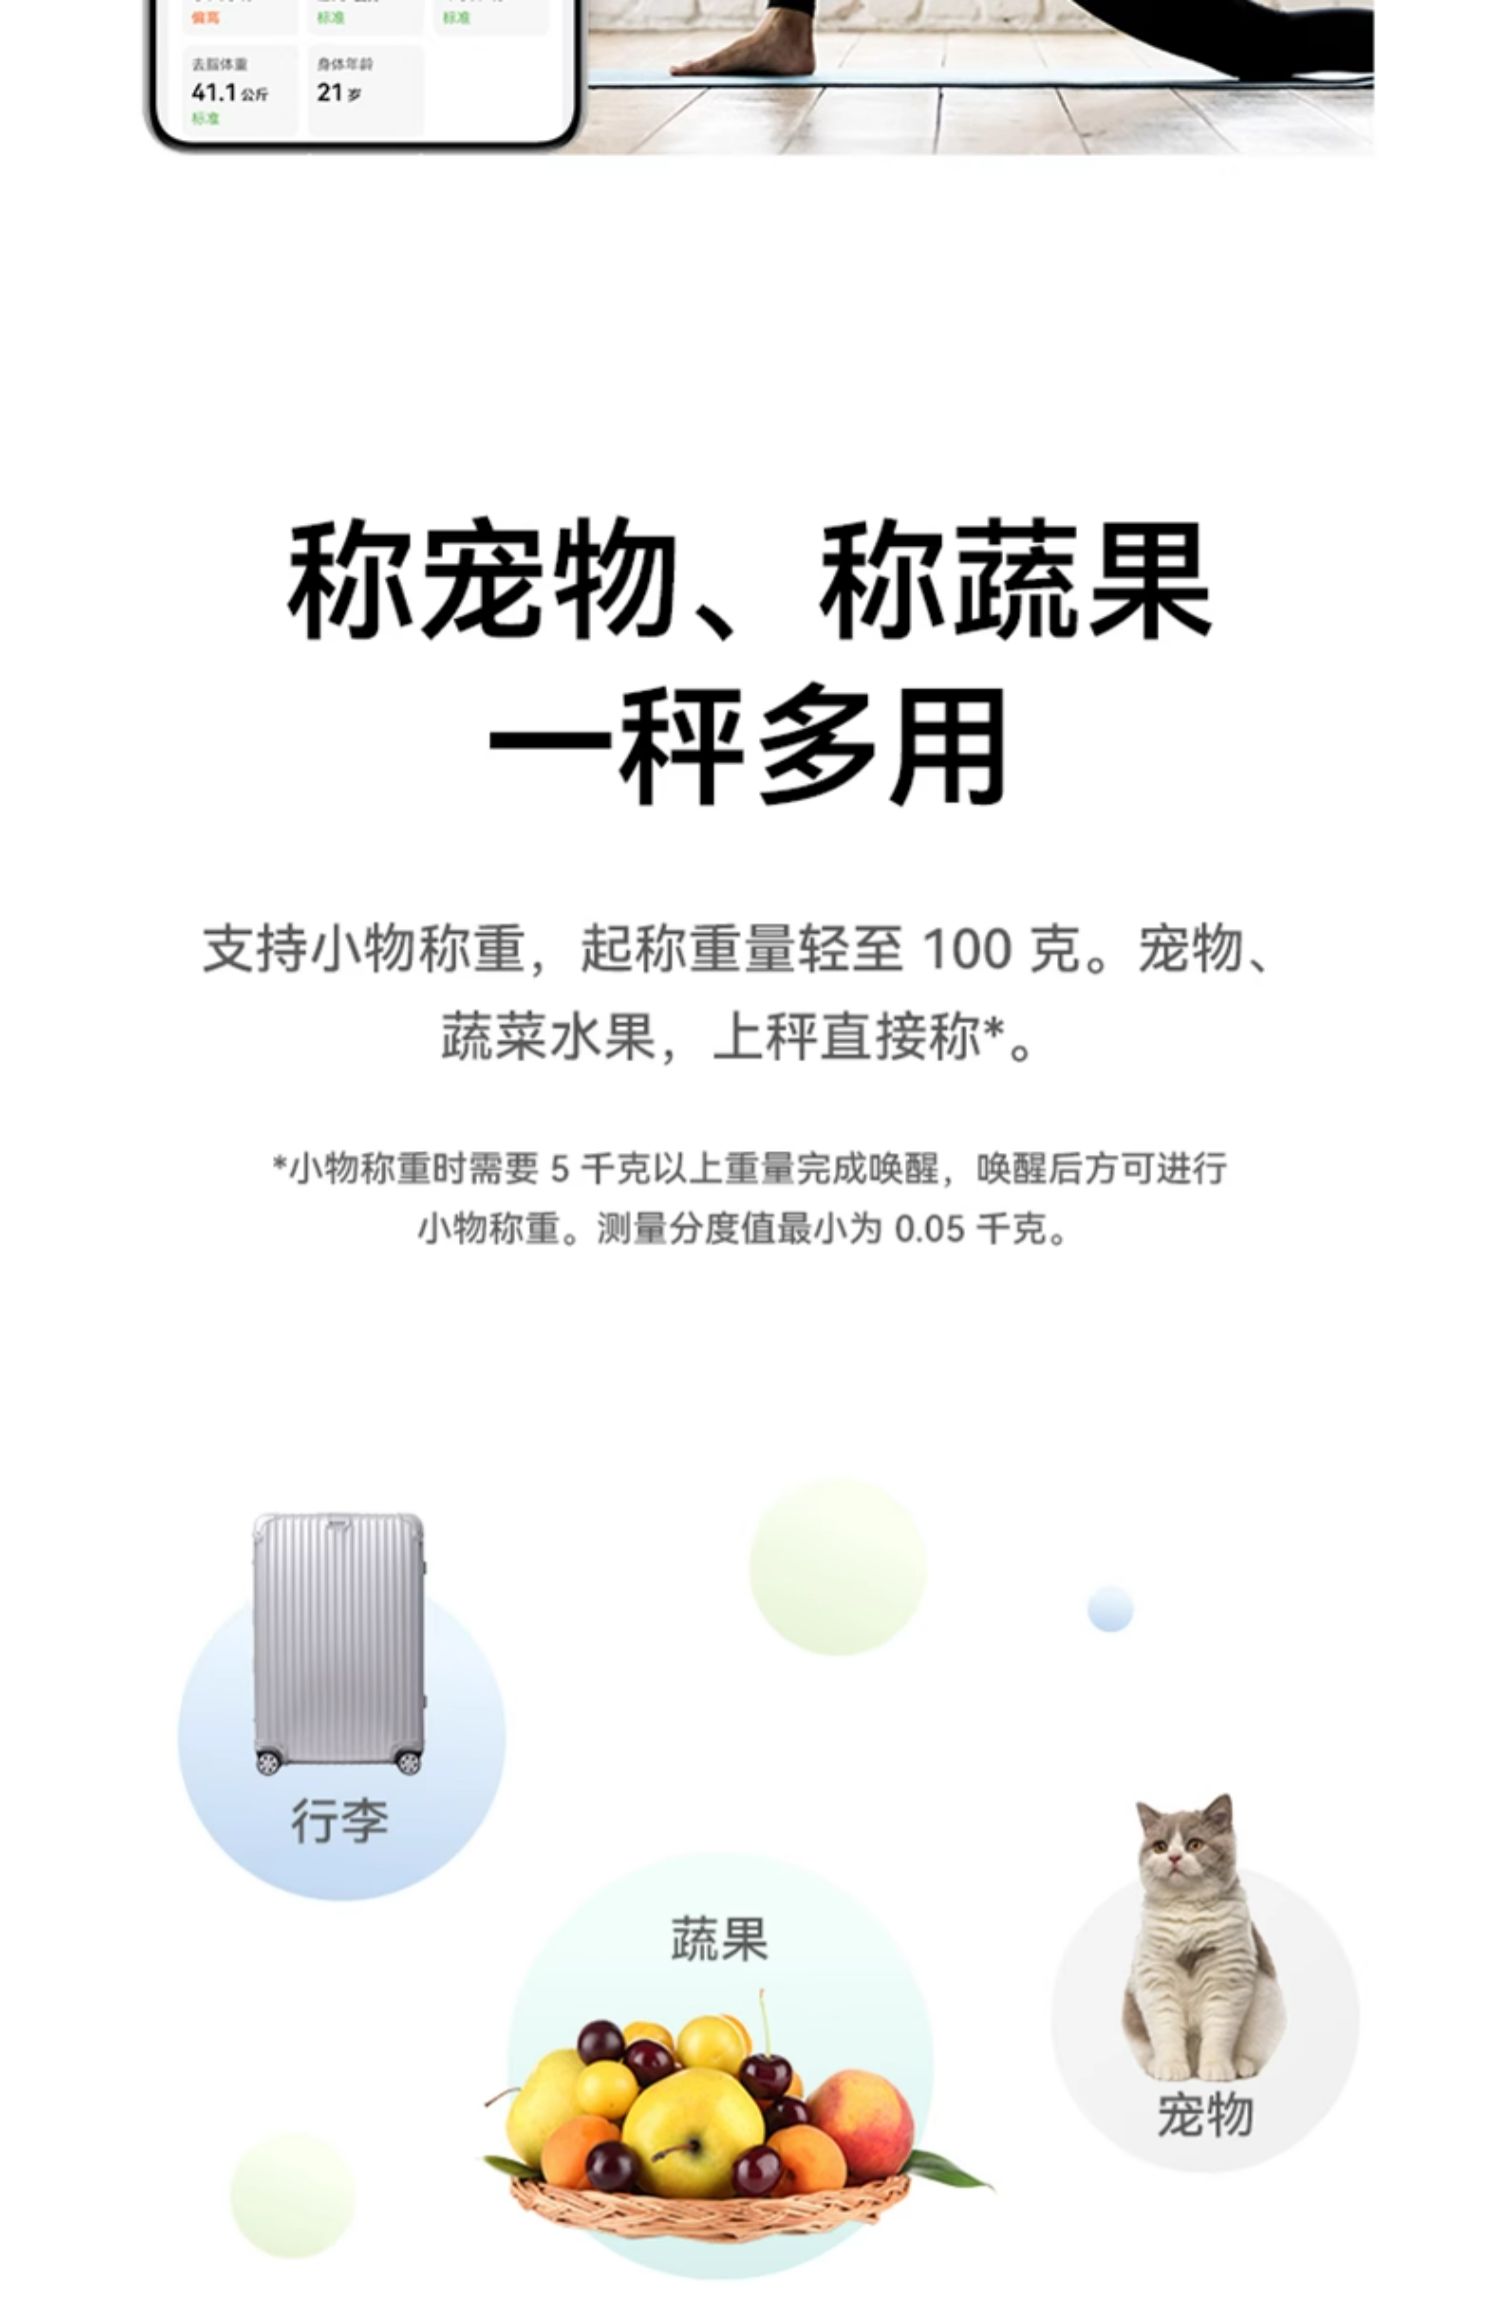 偏高
标准
标准
去脂体重
41.1公斤
标准
身体年龄
21岁
称宠物、称蔬果
一秤多用
支持小物称重，起称重量轻至 100 克。宠物、
蔬菜水果，上秤直接称*。
*小物称重时需要 5 千克以上重量完成唤醒，唤醒后方可进行
小物称重。测量分度值最小为 0.05 千克。
行李
蔬果
宠物